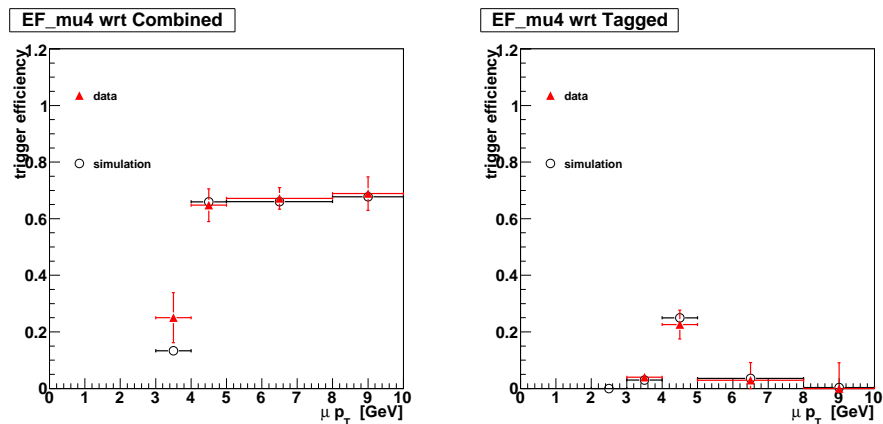 EF_mu4 wrt Combined
trigger efficiency
1.2
1
0.8
0.6
0.4
0.2
0
data
simulation
0 1 2 3 4 5 6 7 8 9 10
μ p_T [GeV]
EF_mu4 wrt Tagged
trigger efficiency
1.2
1
0.8
0.6
0.4
0.2
0
data
simulation
0 1 2 3 4 5 6 7 8 9 10
μ p_T [GeV]